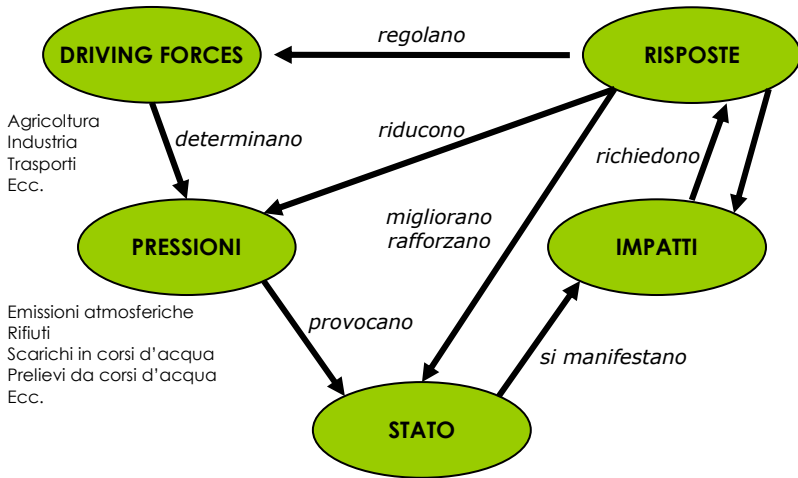 DRIVING FORCES
regolano
RISPOSTE
Agricoltura
Industria
Trasporti
Ecc.
determinano
riducono
richiedono
migliorano
rafforzano
PRESSIONI
IMPATTI
Emissioni atmosferiche
Rifiuti
Scarichi in corsi d'acqua
Prelievi da corsi d'acqua
Ecc.
provocano
si manifestano
STATO